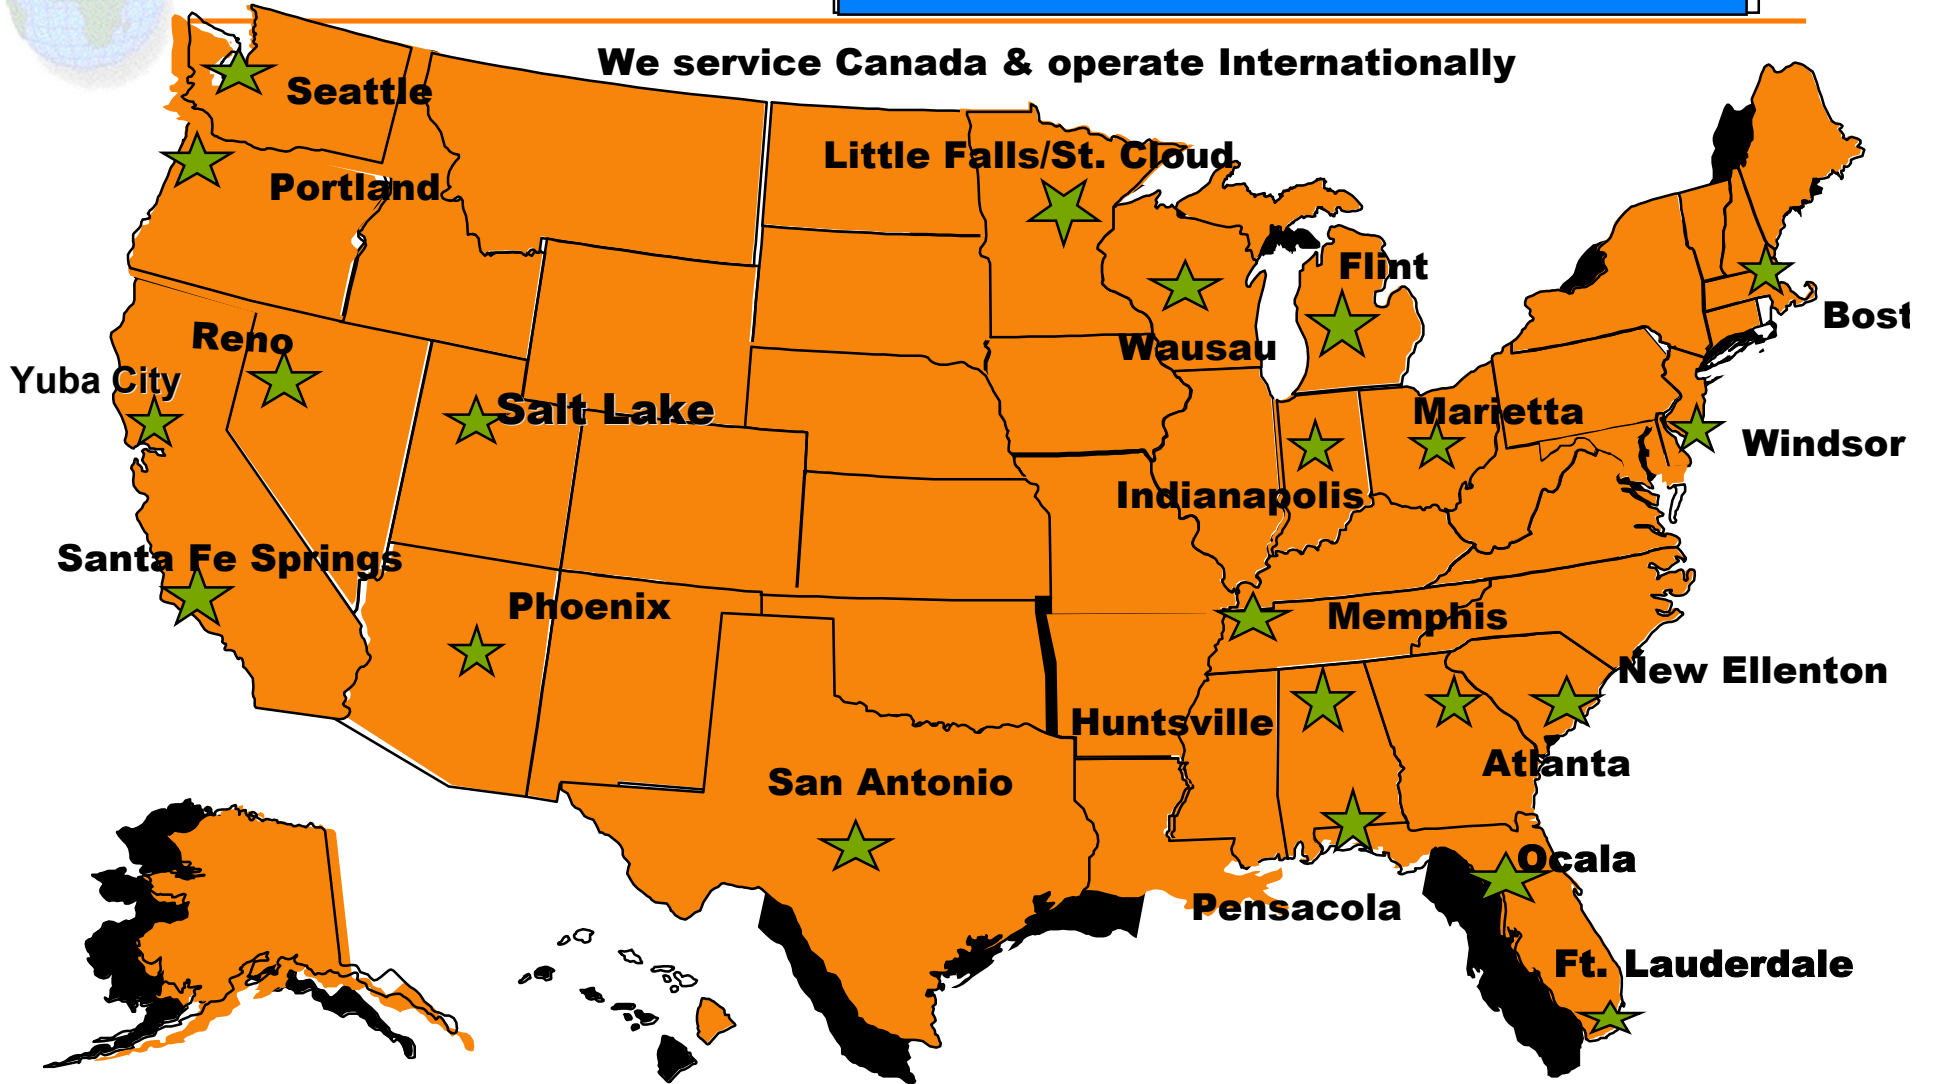 We service Canada & operate Internationally
Seattle
Little Falls/St. Cloud
Portland
Flint
Bost
Reno
Wausau
Yuba City
Salt Lake
Marietta
Windsor
Indianapolis
Santa Fe Springs
Phoenix
Memphis
New Ellenton
Huntsville
Atlanta
San Antonio
Ocala
Pensacola
Ft. Lauderdale